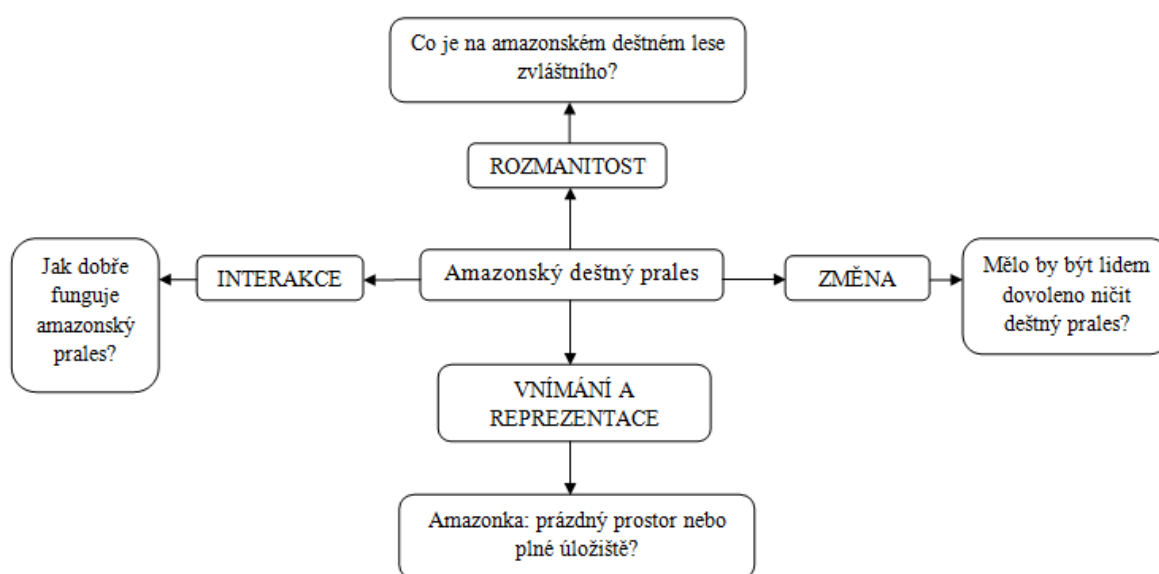 Co je na amazonském deštném lese
zvláštního?
ROZMANITOST
Jak dobře
funguje
amazonský
prales?
INTERAKCE
Amazonský deštný prales
ZMĚNA
Mělo by být lidem
dovoleno ničit
deštný prales?
VNÍMÁNÍ A
REPREZENTACE
Amazonka: prázdný prostor nebo
plné úložiště?